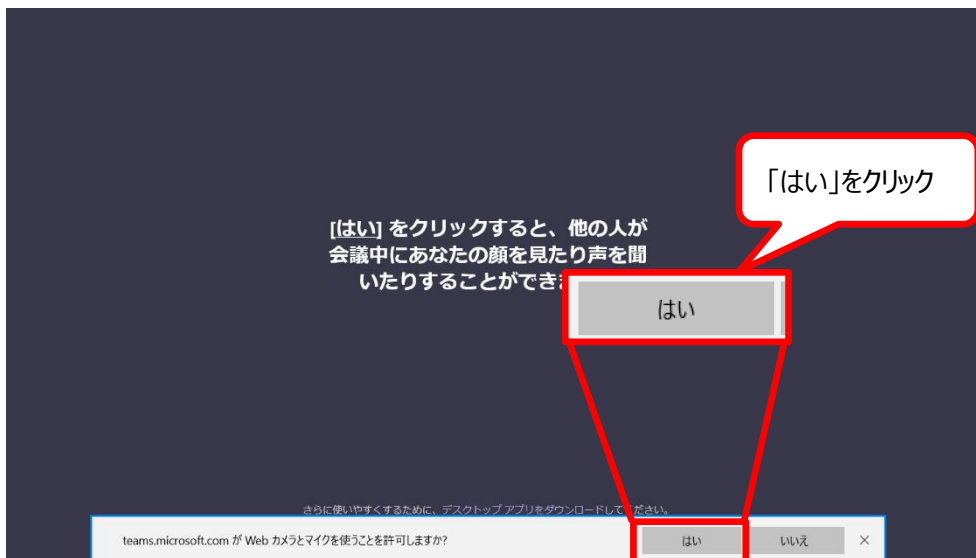 「はい」をクリック
[はい] をクリックすると、他の人が
会議中にあなたの顔を見たり声を聞
いたりすることができ
はい
さらに使いやすくするために、デスクトップ アプリをダウンロードしてください。
teams.microsoft.com が Web カメラとマイクを使うことを許可しますか?
はい
いいえ
×